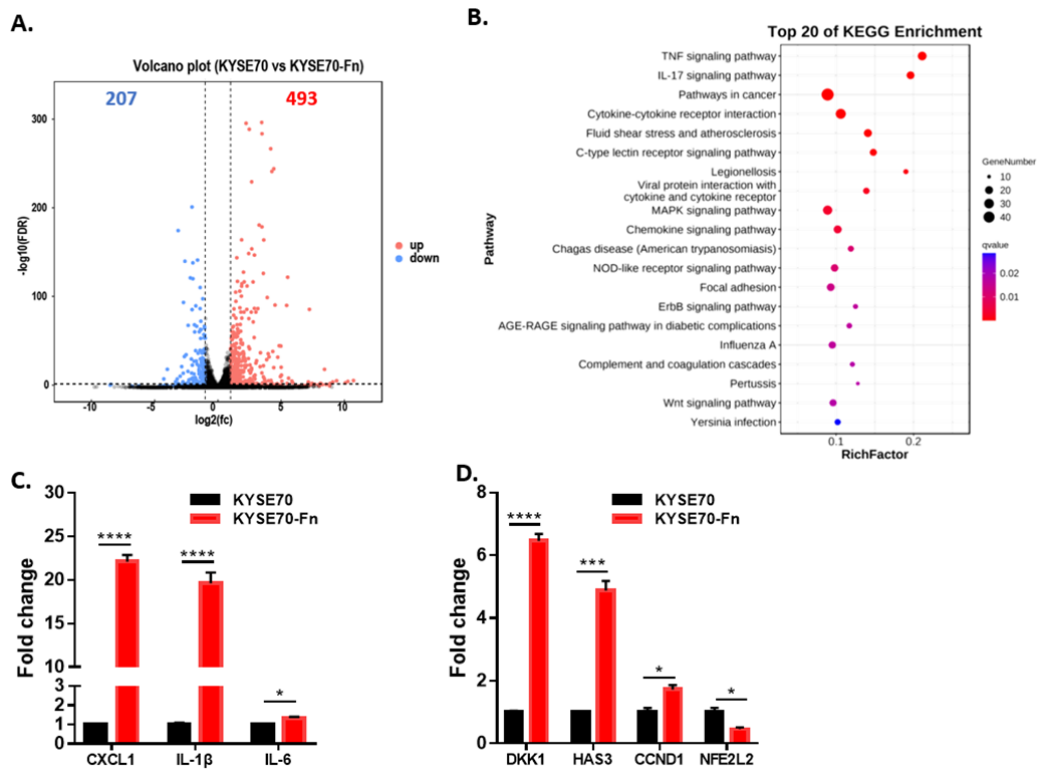 A.
Volcano plot (KYSE70 vs KYSE70-Fn)
207
493
300
200
100
0
-log10(FDR)
-10
-5
0
5
10
log2(fc)
up
down
B.
Top 20 of KEGG Enrichment
TNF signaling pathway
IL-17 signaling pathway
Pathways in cancer
Cytokine-cytokine receptor interaction
Fluid shear stress and atherosclerosis
C-type lectin receptor signaling pathway
Legionellosis
Viral protein interaction with
cytokine and cytokine receptor
MAPK signaling pathway
Chemokine signaling pathway
Chagas disease (American trypanosomiasis)
NOD-like receptor signaling pathway
Focal adhesion
ErbB signaling pathway
AGE-RAGE signaling pathway in diabetic complications
Influenza A
Complement and coagulation cascades
Pertussis
Wnt signaling pathway
Yersinia infection
Pathway
0.1
0.2
RichFactor
GeneNumber
10
20
30
40
qvalue
0.02
0.01
C.
30
25
20
15
10
3
2
1
0
Fold change
KYSE70
KYSE70-Fn
****
****
*
CXCL1
IL-1β
IL-6
D.
8
6
4
2
0
Fold change
KYSE70
KYSE70-Fn
****
***
*
*
DKK1
HAS3
CCND1
NFE2L2